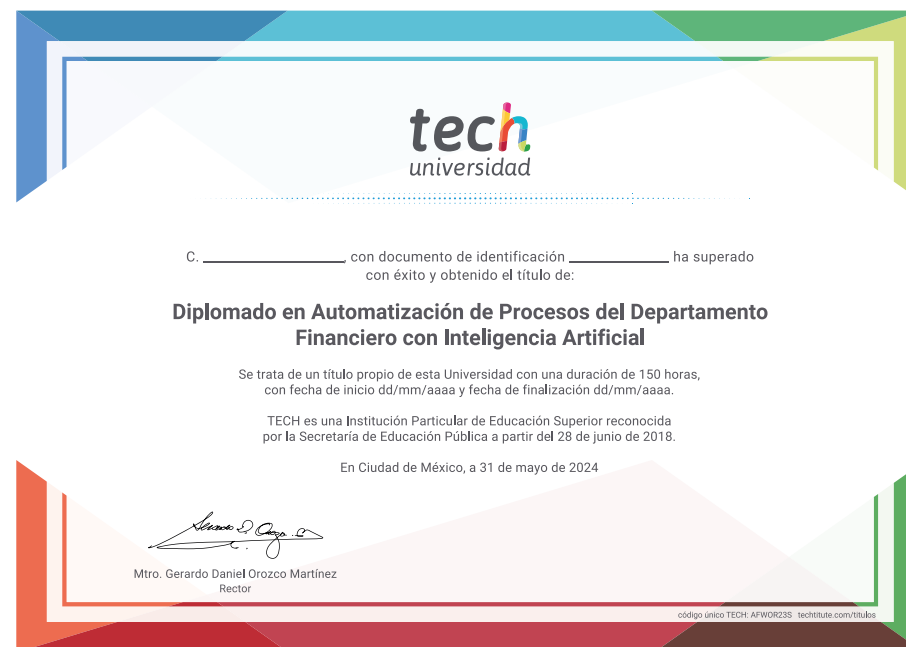 tech
universidad
C. ____________, con documento de identificación ____________ ha superado
con éxito y obtenido el título de:
Diplomado en Automatización de Procesos del Departamento
Financiero con Inteligencia Artificial
Se trata de un título propio de esta Universidad con una duración de 150 horas,
con fecha de inicio dd/mm/aaaa y fecha de finalización dd/mm/aaaa.
TECH es una Institución Particular de Educación Superior reconocida
por la Secretaría de Educación Pública a partir del 28 de junio de 2018.
En Ciudad de México, a 31 de mayo de 2024
Mtro. Gerardo Daniel Orozco Martínez
Rector
código único TECH: AFWOR23S techtitute.com/titulos